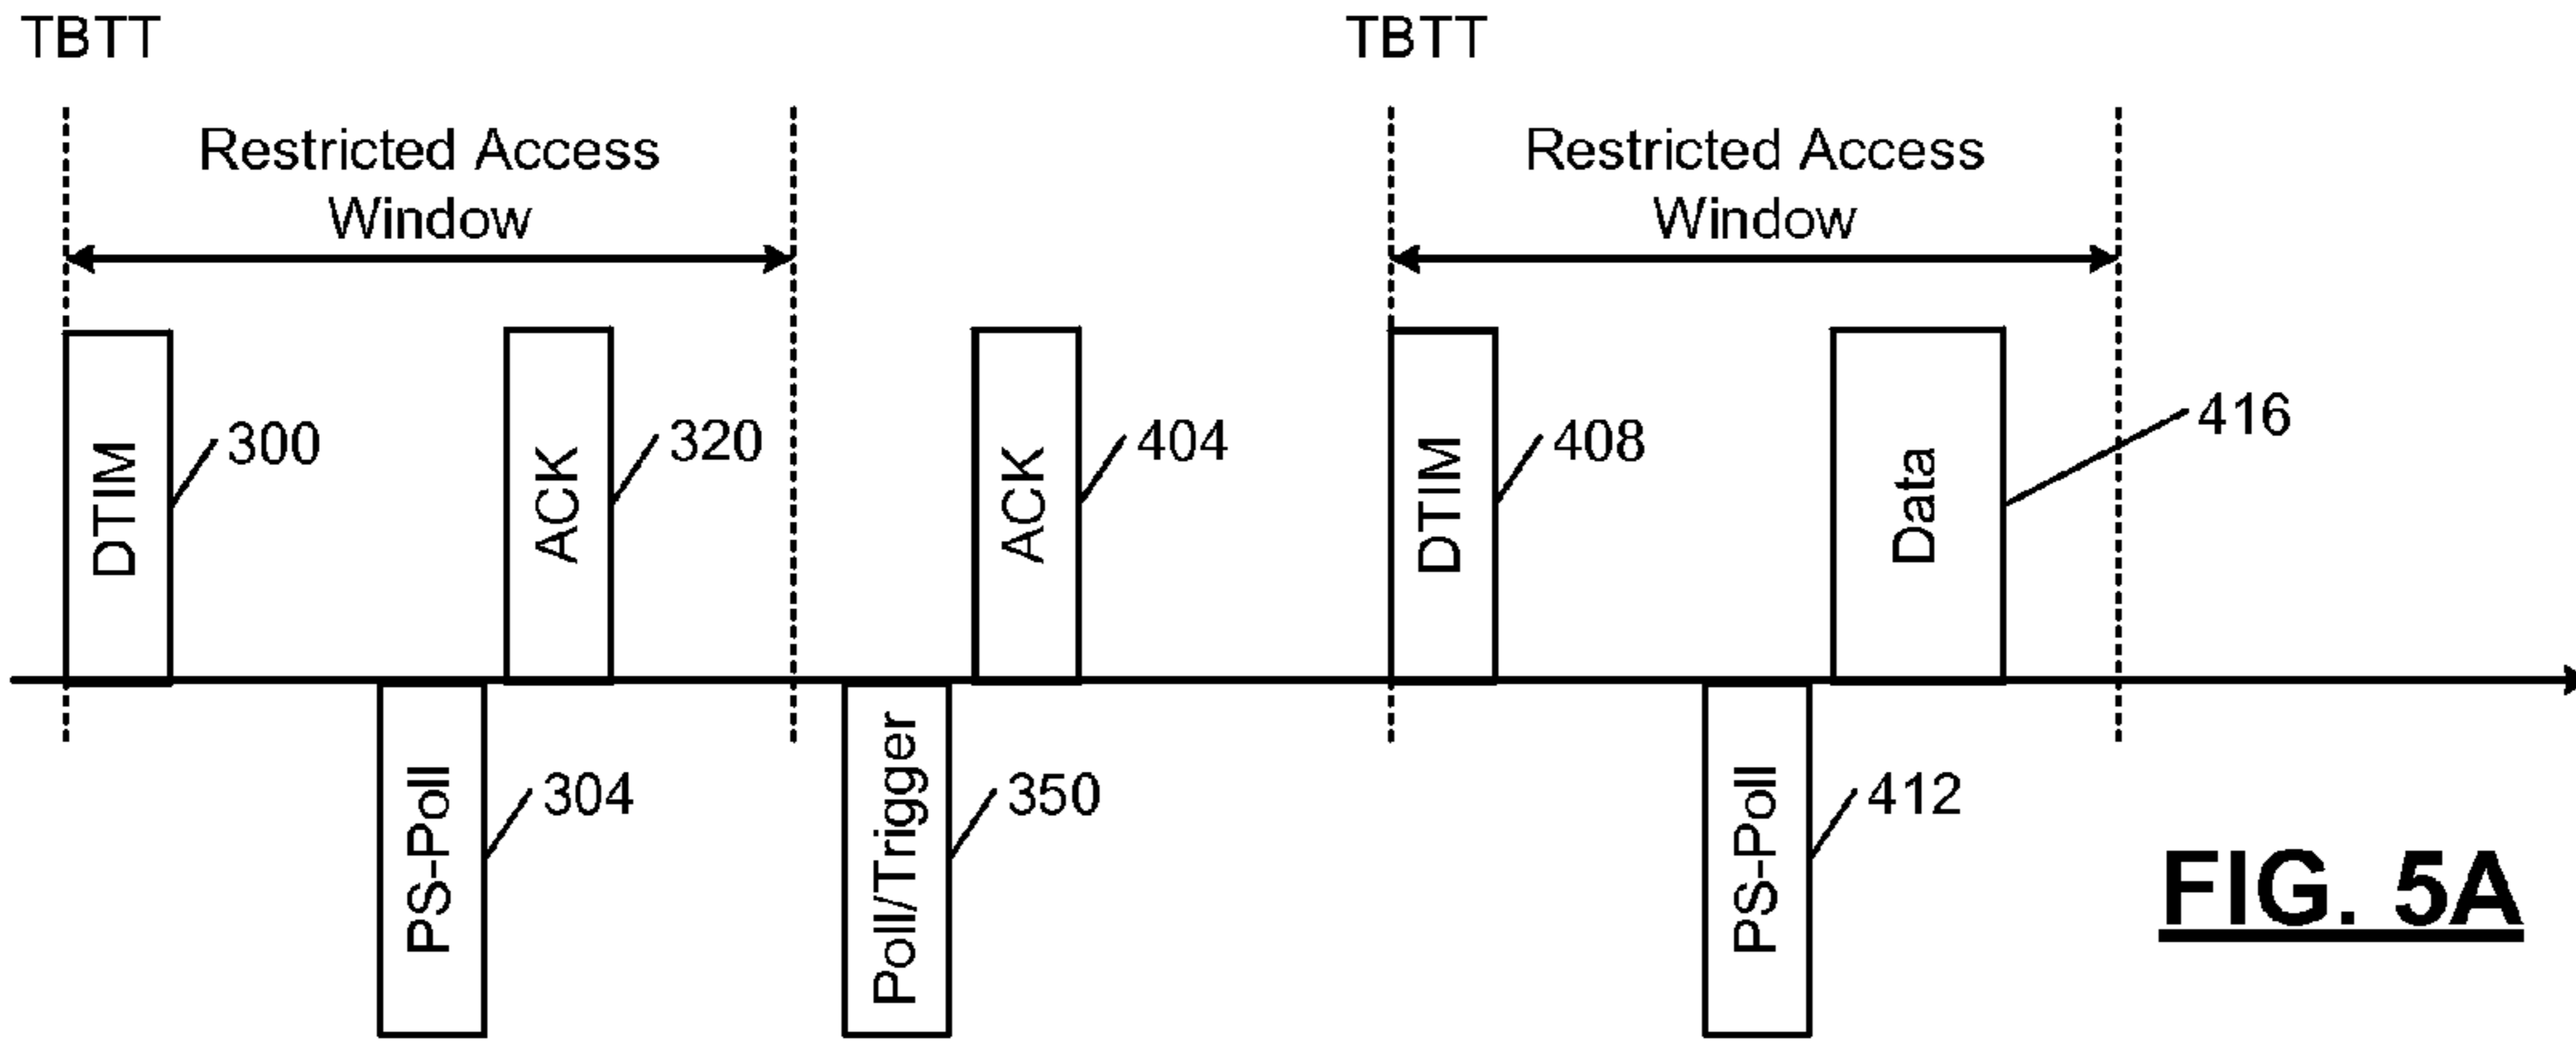 TBTT
TBTT
Restricted Access
Window
Restricted Access
Window
DTIM
300
ACK
320
ACK
404
DTIM
408
Data
416
PS-Poll
304
Poll/Trigger
350
PS-Poll
412
FIG. 5A